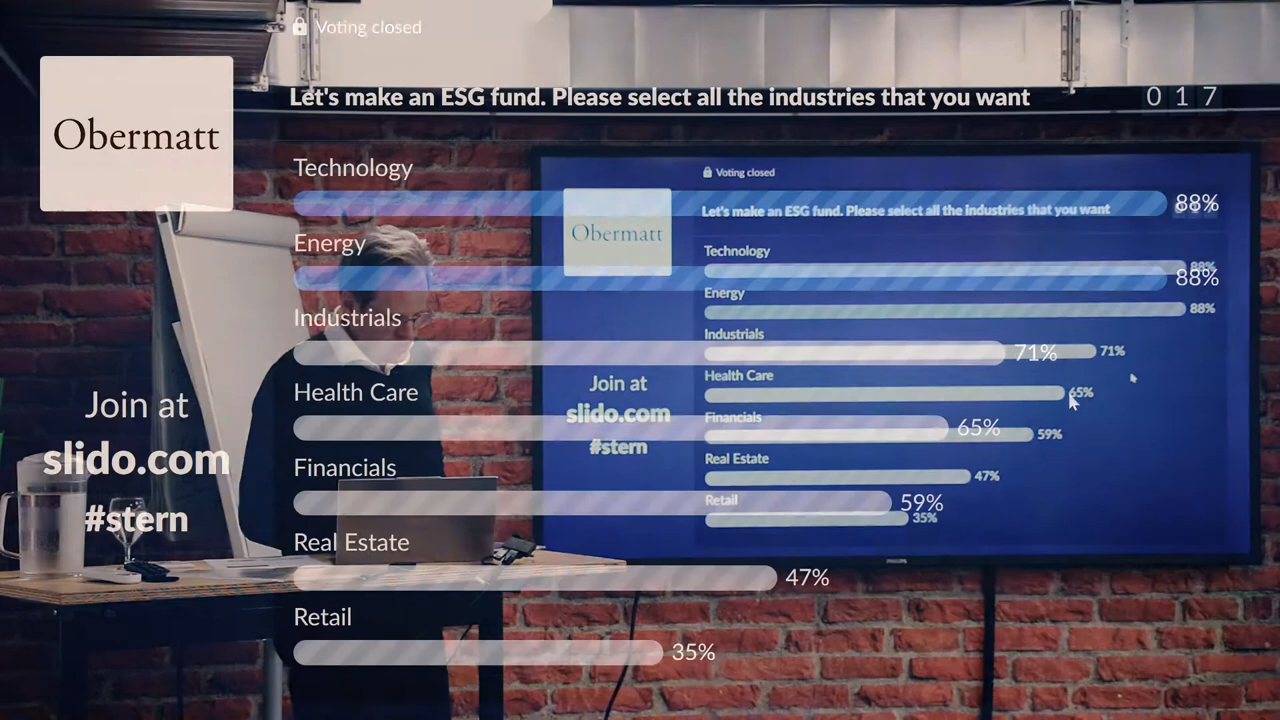 Voting closed
Obermatt
Let's make an ESG fund. Please select all the industries that you want
0 1 7
Technology
88%
Energy
88%
Industrials
71%
Health Care
65%
Financials
59%
Real Estate
47%
Retail
35%
Join at
slido.com
#stern
Voting closed
Obermatt
Let's make an ESG fund. Please select all the industries that you want
Technology
88%
Energy
88%
Industrials
71%
Health Care
65%
Financials
59%
Real Estate
47%
Retail
35%
Join at
slido.com
#stern
PHILIPS